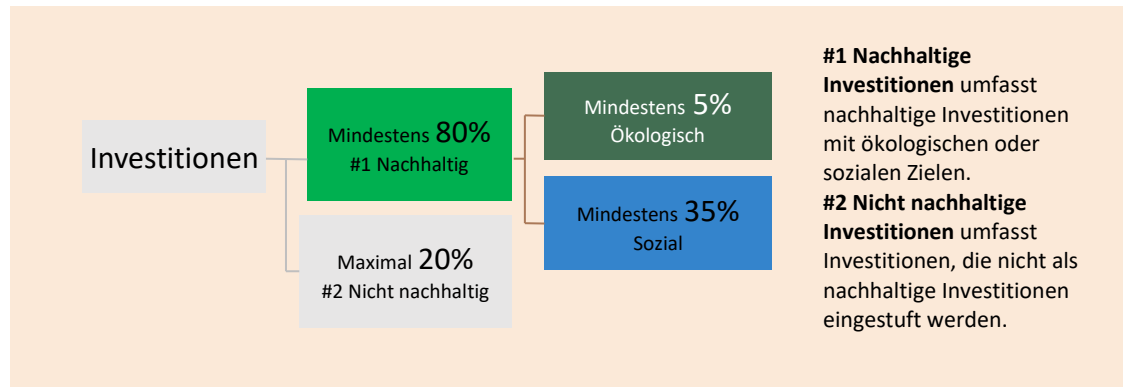 Investitionen
Mindestens 80%
#1 Nachhaltig
Maximal 20%
#2 Nicht nachhaltig
Mindestens 5%
Ökologisch
Mindestens 35%
Sozial
#1 Nachhaltige
Investitionen umfasst
nachhaltige Investitionen
mit ökologischen oder
sozialen Zielen.
#2 Nicht nachhaltige
Investitionen umfasst
Investitionen, die nicht als
nachhaltige Investitionen
eingestuft werden.